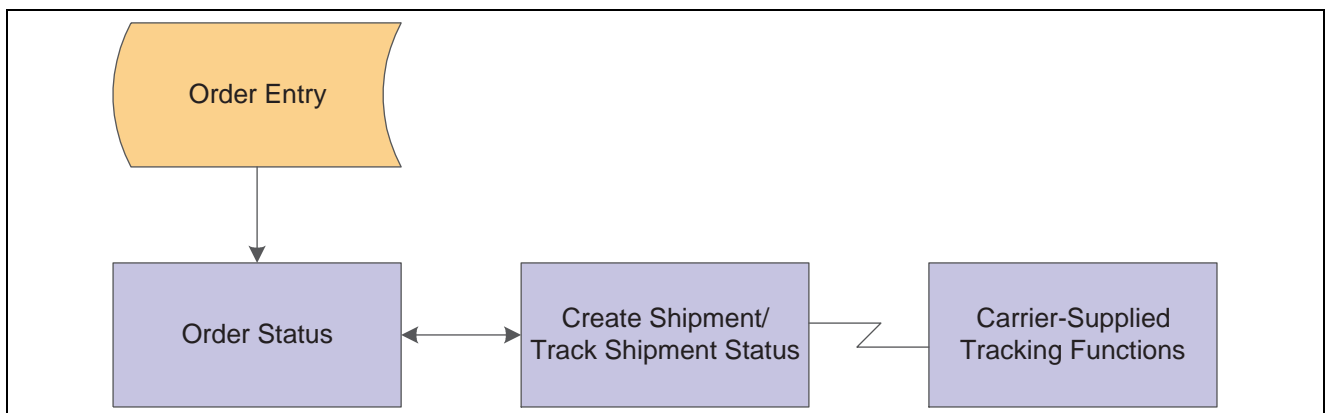 Order Entry
Order Status
Create Shipment/
Track Shipment Status
Carrier-Supplied
Tracking Functions